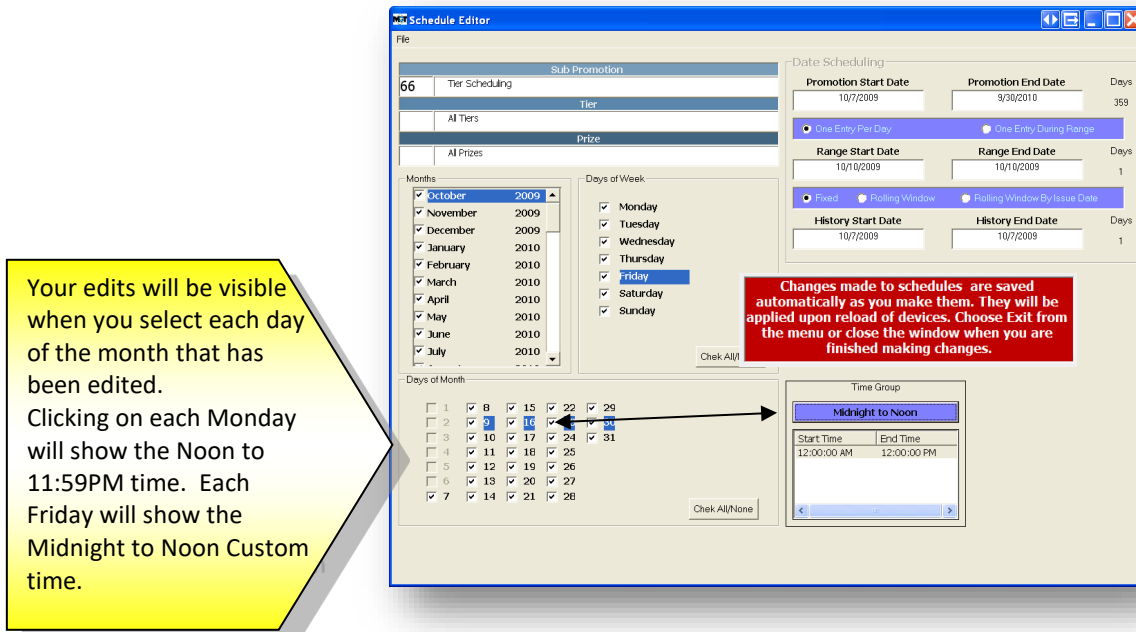 Your edits will be visible
when you select each day
of the month that has
been edited.
Clicking on each Monday
will show the Noon to
11:59PM time. Each
Friday will show the
Midnight to Noon Custom
time.
Schedule Editor
File
Sub Promotion
66 Tier Scheduling
Tier
All Tiers
Prize
All Prizes
Date Scheduling
Promotion Start Date Promotion End Date Days
10/7/2009 9/30/2010 359
One Entry Per Day One Entry During Range
Range Start Date Range End Date Days
10/10/2009 10/10/2009 1
Fixed Rolling Window Rolling Window By Issue Date
History Start Date History End Date Days
10/7/2009 10/7/2009 1
Months
October 2009
November 2009
December 2009
January 2010
February 2010
March 2010
April 2010
May 2010
June 2010
July 2010
Days of Week
Monday
Tuesday
Wednesday
Thursday
Friday
Saturday
Sunday
Chek All/
Changes made to schedules are saved
automatically as you make them. They will be
applied upon reload of devices. Choose Exit from
the menu or close the window when you are
finished making changes.
Days of Month
1 8 15 22 29
2 9 16 30
3 10 17 24 31
4 11 18 25
5 12 19 26
6 13 20 27
7 14 21 28
Chek All/None
Time Group
Midnight to Noon
Start Time End Time
12:00:00 AM 12:00:00 PM